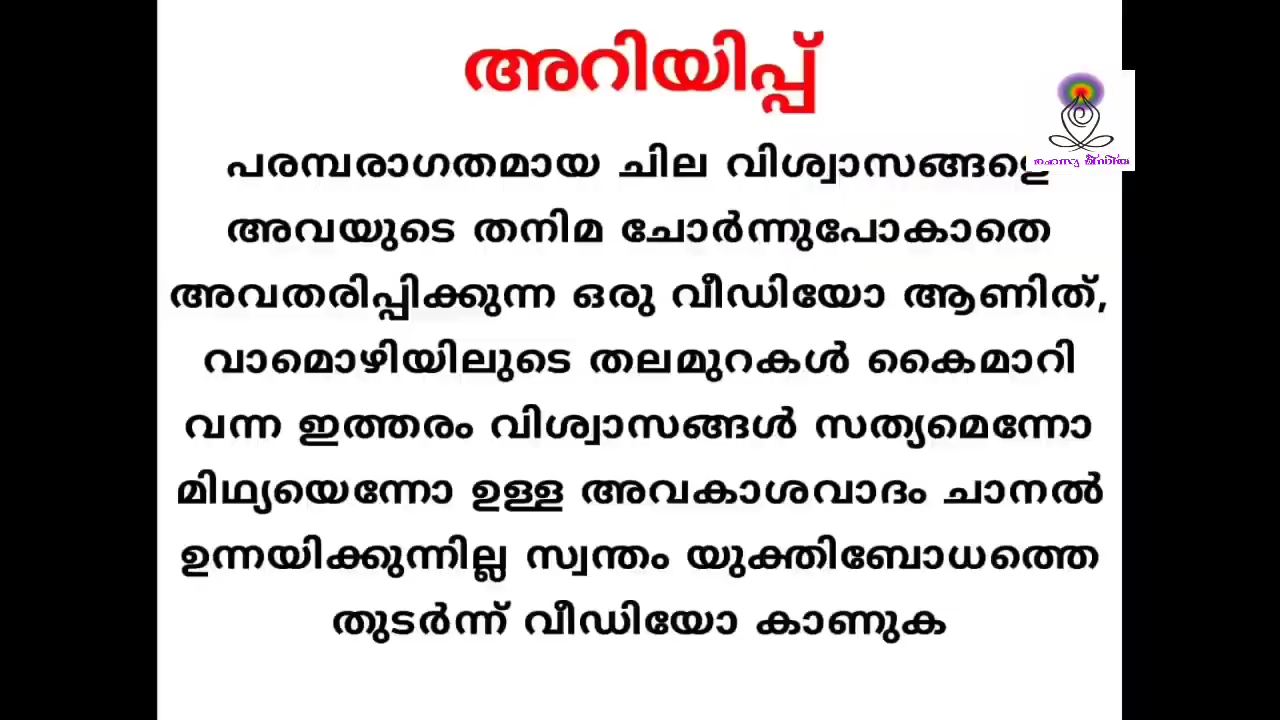 അറിയിപ്പ്
പരമ്പരാഗതമായ ചില വിശ്വാസങ്ങളെ
അവയുടെ തനിമ ചോർന്നുപോകാതെ
അവതരിപ്പിക്കുന്ന ഒരു വീഡിയോ ആണിത്,
വാമൊഴിയിലുടെ തലമുറകൾ കൈമാറി
വന്ന ഇത്തരം വിശ്വാസങ്ങൾ സത്യമെന്നോ
മിഥ്യയെന്നോ ഉള്ള അവകാശവാദം ചാനൽ
ഉന്നയിക്കുന്നില്ല സ്വന്തം യുക്തിബോധത്തെ
തുടർന്ന് വീഡിയോ കാണുക